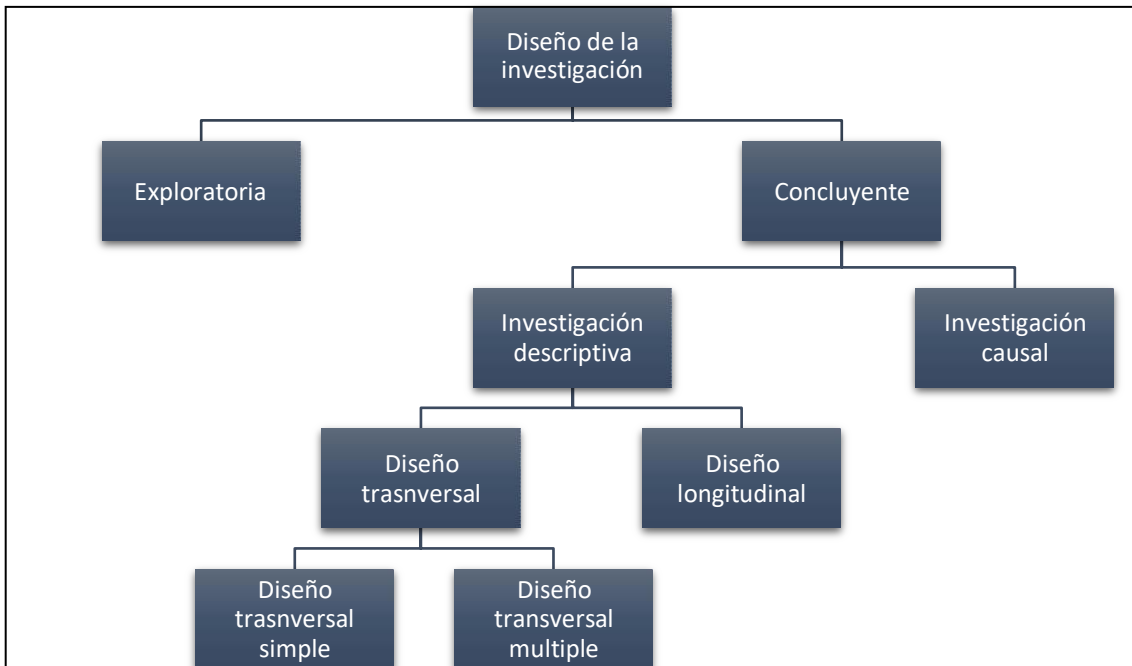 Diseño de la
investigación
Exploratoria
Concluyente
Investigación
descriptiva
Investigación
causal
Diseño
trasnversal
Diseño
longitudinal
Diseño
trasnversal
simple
Diseño
transversal
multiple